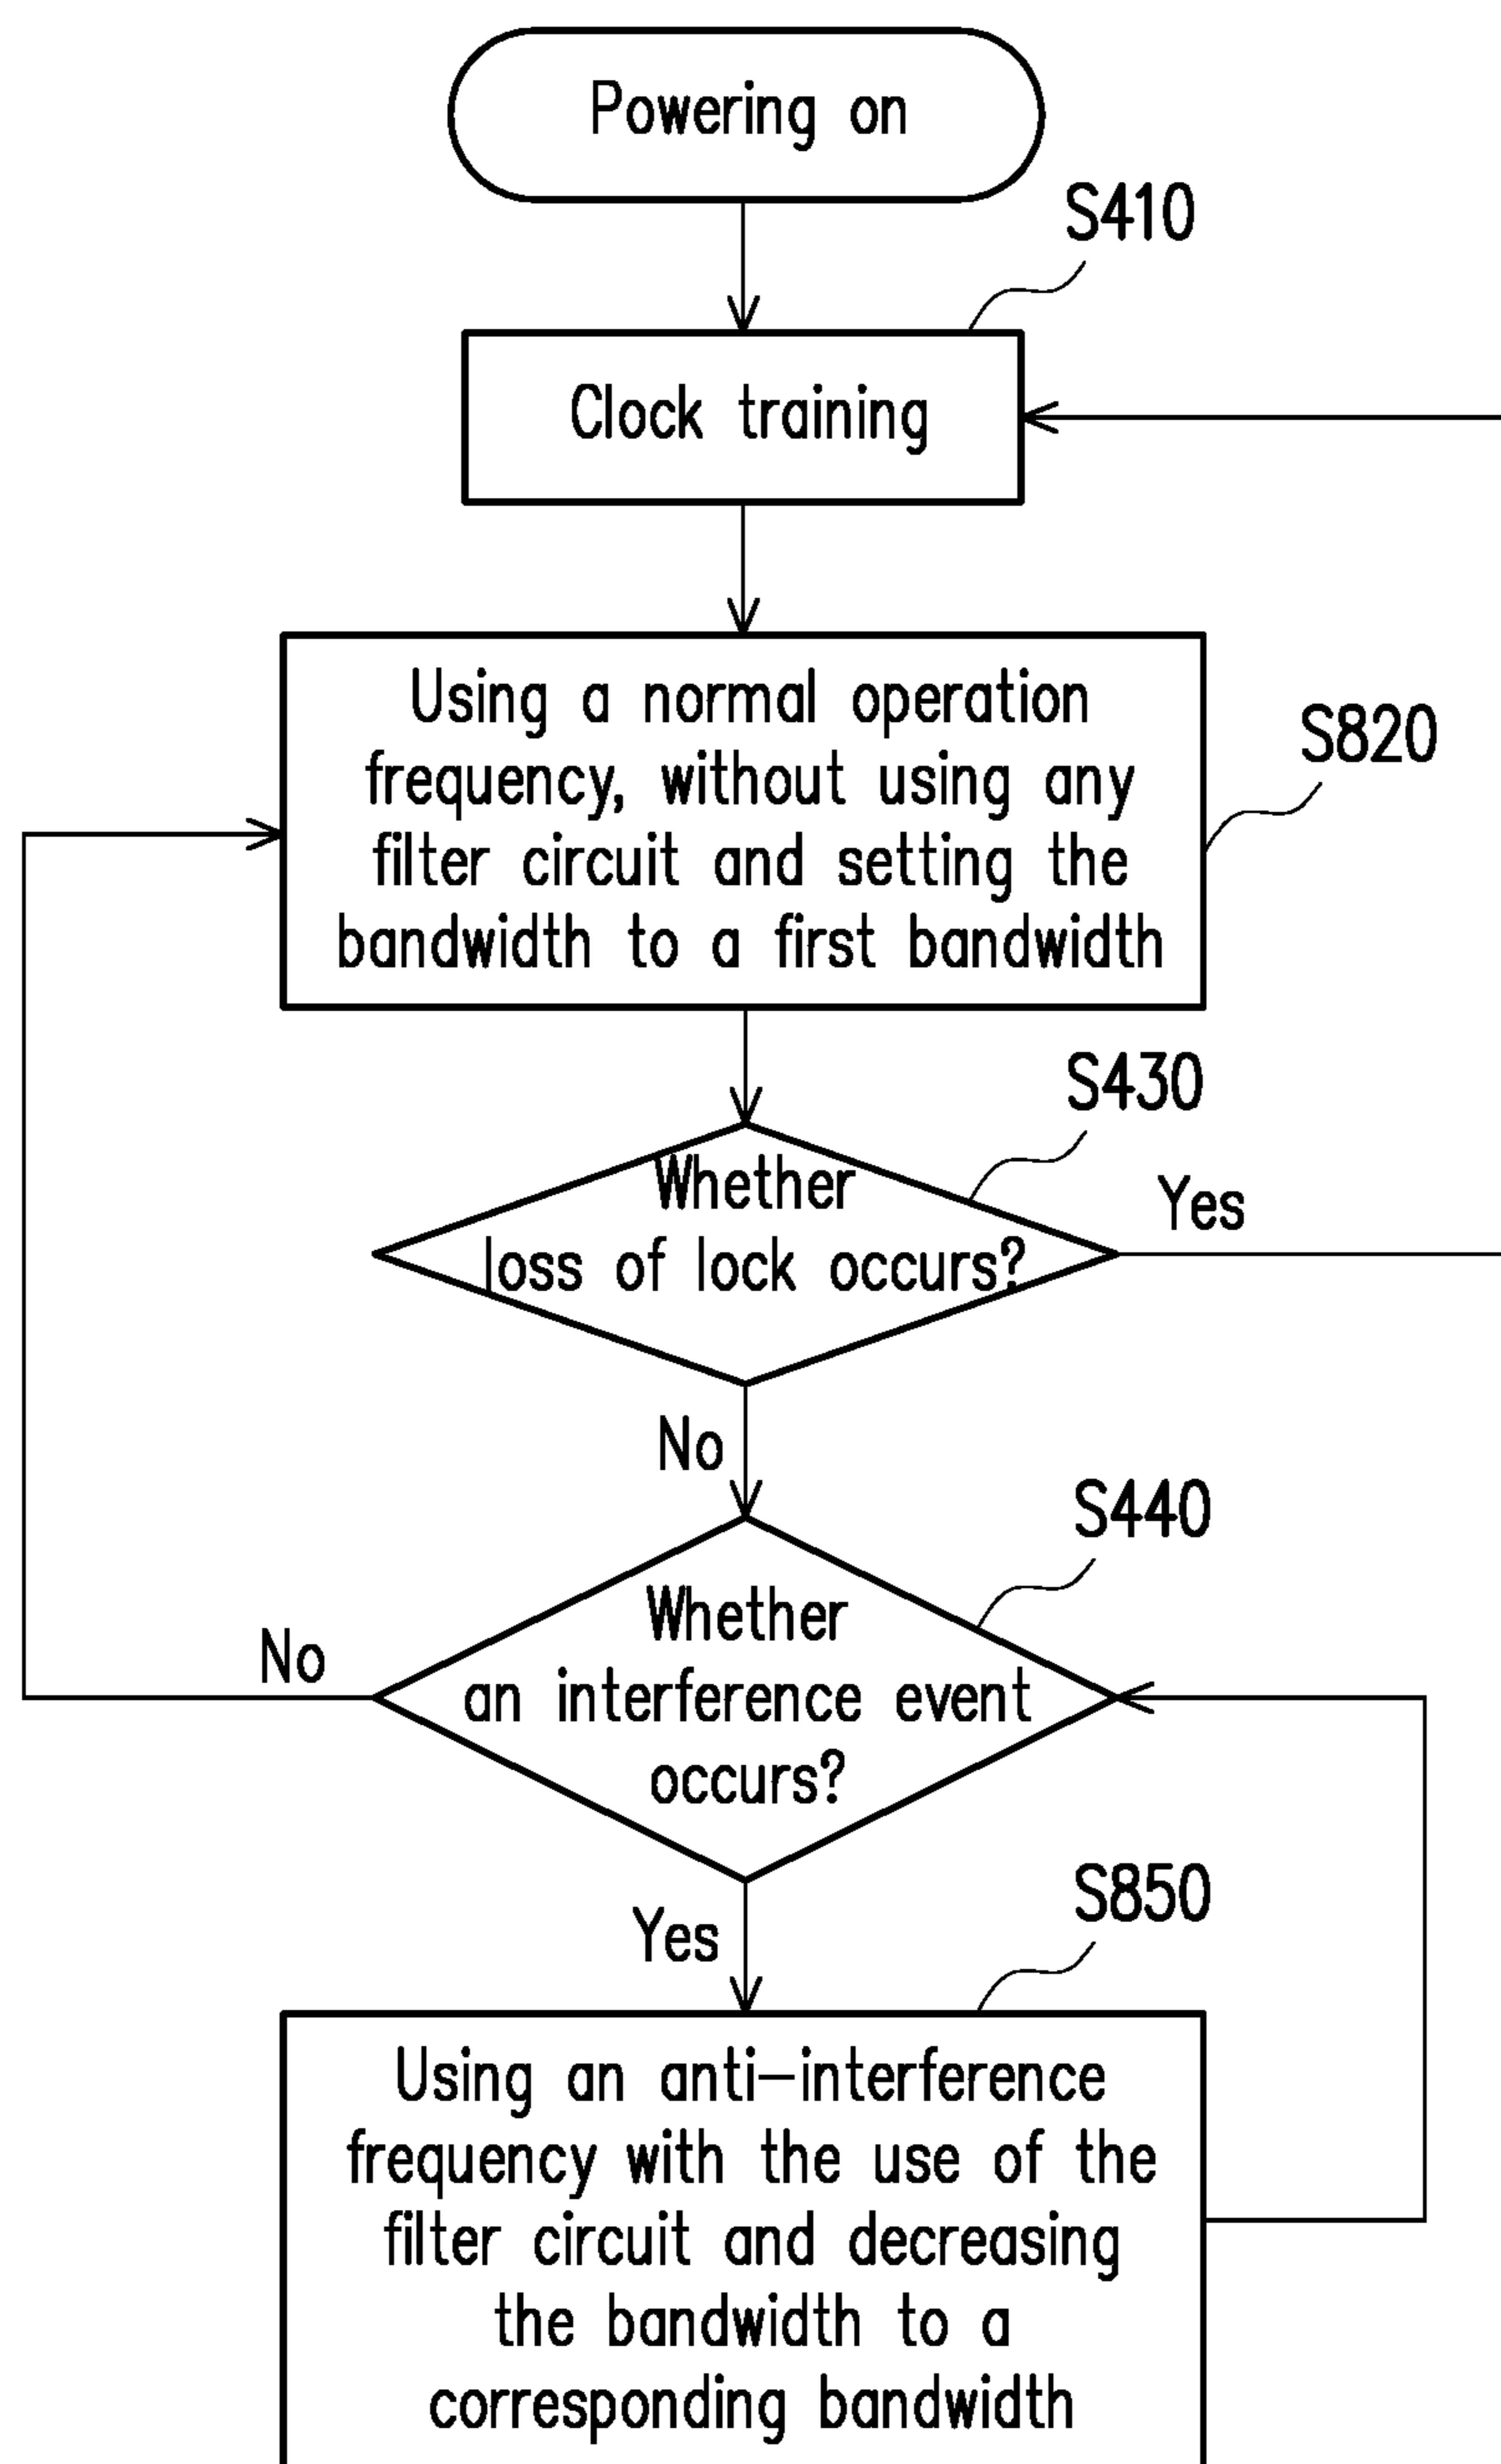 Powering on
S410
Clock training
Using a normal operation
frequency, without using any
filter circuit and setting the
bandwidth to a first bandwidth
S820
S430
Whether
loss of lock occurs?
Yes
No
S440
Whether
an interference event
occurs?
No
Yes
S850
Using an anti-interference
frequency with the use of the
filter circuit and decreasing
the bandwidth to a
corresponding bandwidth